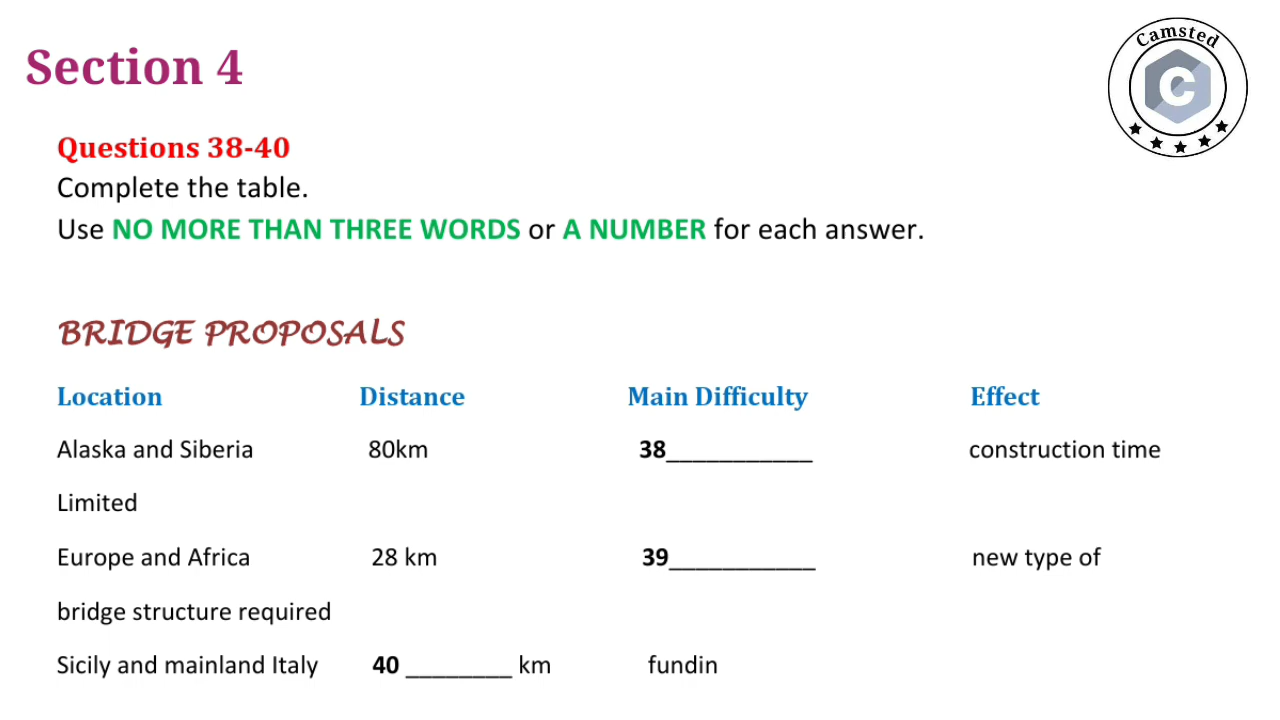 Camsted
C
Section 4
Questions 38-40
Complete the table.
Use NO MORE THAN THREE WORDS or A NUMBER for each answer.
BRIDGE PROPOSALS
Location Distance Main Difficulty Effect
Alaska and Siberia 80km 38___________ construction time
Limited
Europe and Africa 28 km 39___________ new type of
bridge structure required
Sicily and mainland Italy 40 ________ km fundin